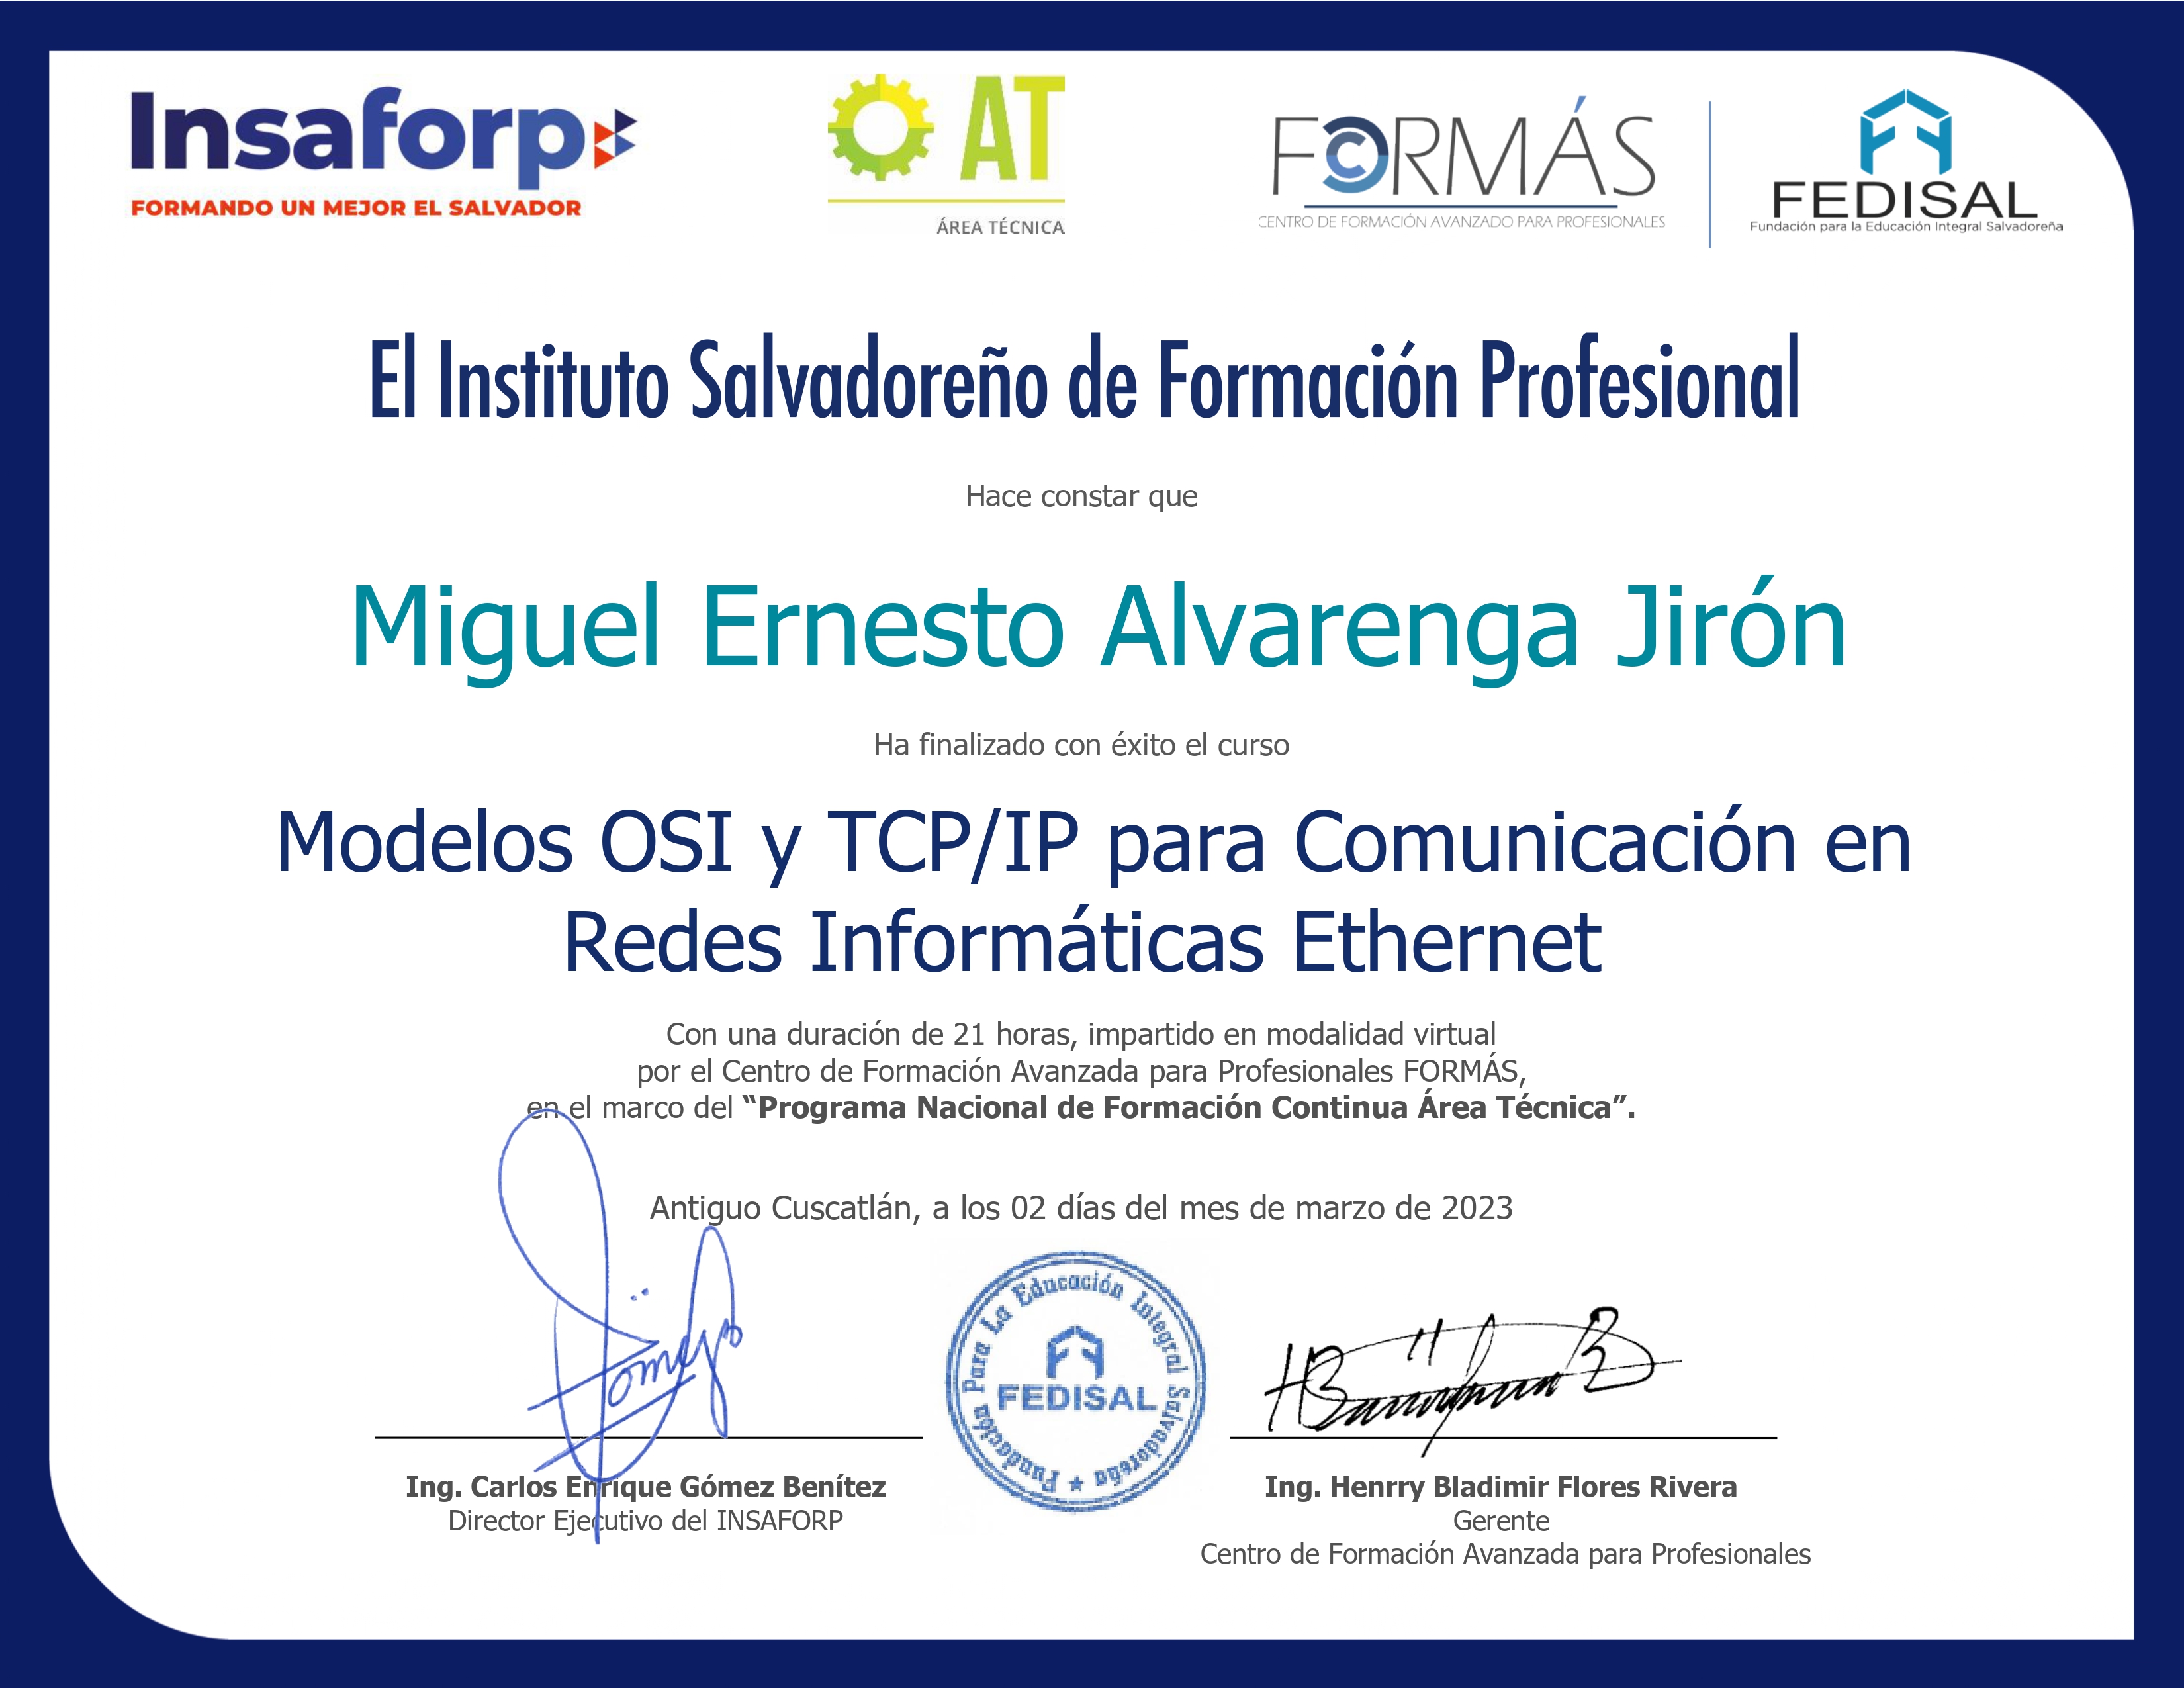 Insaforp
FORMANDO UN MEJOR EL SALVADOR
AT
ÁREA TÉCNICA
FORMÁS
CENTRO DE FORMACIÓN AVANZADO PARA PROFESIONALES
FEDISAL
Fundación para la Educación Integral Salvadoreña
El Instituto Salvadoreño de Formación Profesional
Hace constar que
Miguel Ernesto Alvarenga Jirón
Ha finalizado con éxito el curso
Modelos OSI y TCP/IP para Comunicación en
Redes Informáticas Ethernet
Con una duración de 21 horas, impartido en modalidad virtual
por el Centro de Formación Avanzada para Profesionales FORMÁS,
en el marco del “Programa Nacional de Formación Continua Área Técnica”.
Antiguo Cuscatlán, a los 02 días del mes de marzo de 2023
Fundación Para La Educación Integral Salvadoreña
FEDISAL
Ing. Carlos Enrique Gómez Benítez
Director Ejecutivo del INSAFORP
Ing. Henrry Bladimir Flores Rivera
Gerente
Centro de Formación Avanzada para Profesionales